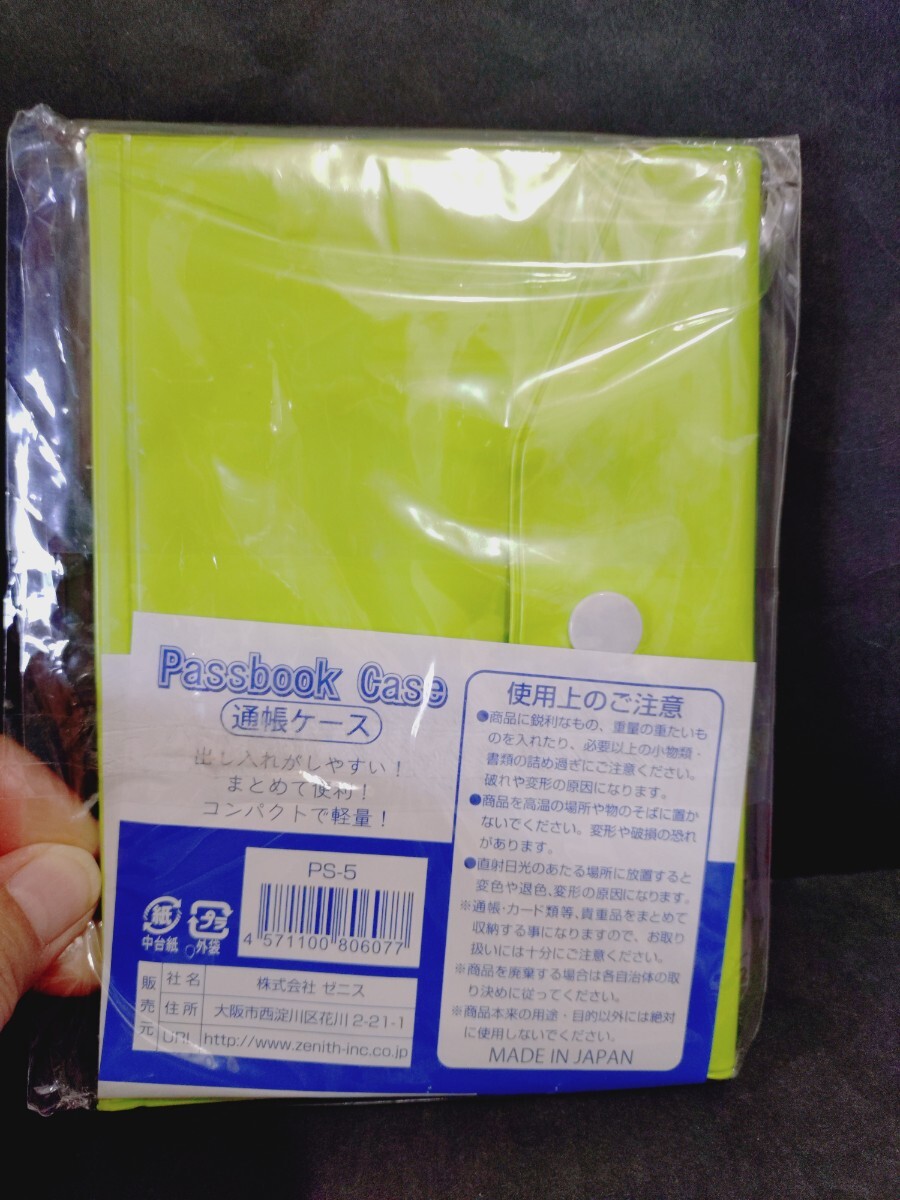 Passbook Case
通帳ケース
出し入れがしやすい！
まとめて便利！
コンパクトで軽量！
PS-5
4 571100 806077
紙
中台紙
プラ
外袋
販売元
社名 株式会社 ゼニス
住所 大阪市西淀川区花川2-21-1
URL http://www.zenith-inc.co.jp
使用上のご注意
●商品に鋭利なもの、重量の重たいも
のを入れたり、必要以上の小物類・
書類の詰め過ぎにご注意ください。
破れや変形の原因になります。
●商品を高温の場所や物のそばに置か
ないでください。変形や破損の恐れ
があります。
●直射日光のあたる場所に放置すると
変色や退色、変形の原因になります。
※通帳・カード類等、貴重品をまとめて
収納する事になりますので、お取り
扱いには十分にご注意ください。
※商品を廃棄する場合は各自治体の取
り決めに従ってください。
※商品本来の用途・目的以外には絶対
に使用しないでください。
MADE IN JAPAN